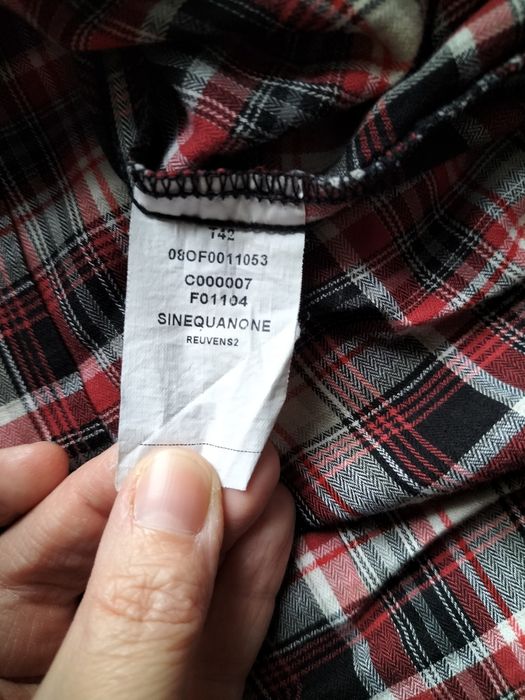 T42
08OF0011053
C000007
F01104
SINEQUANONE
REUVENS2